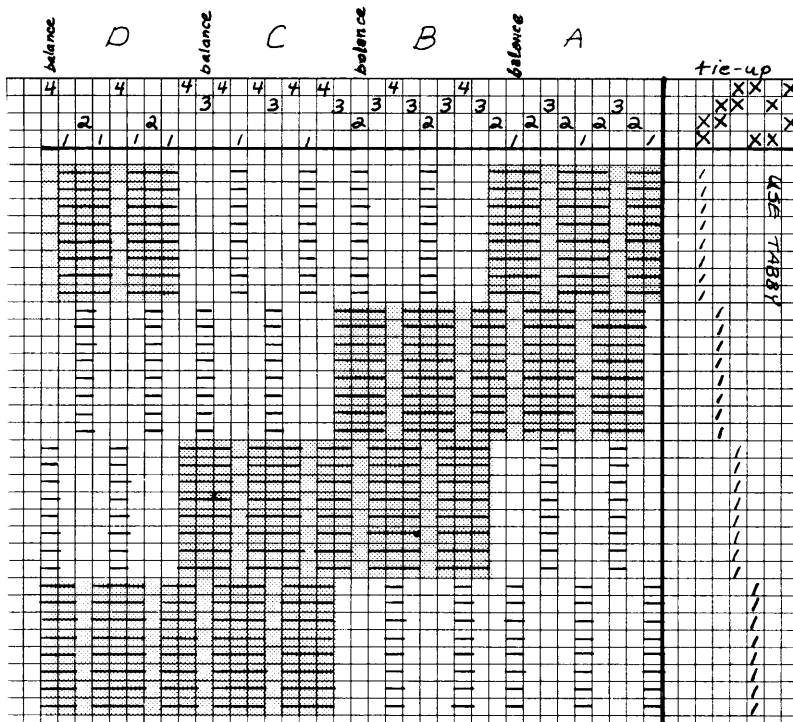 balance D balance C balance B balance A
tie-up
4 4 4 4 4 4 4 4 4 X X X
3 3 3 3 3 3 3 3 3 X X X
2 2 2 2 2 2 2 2 2 X X X
1 1 1 1 1 1 1 1 1 X X X
USE TABBY